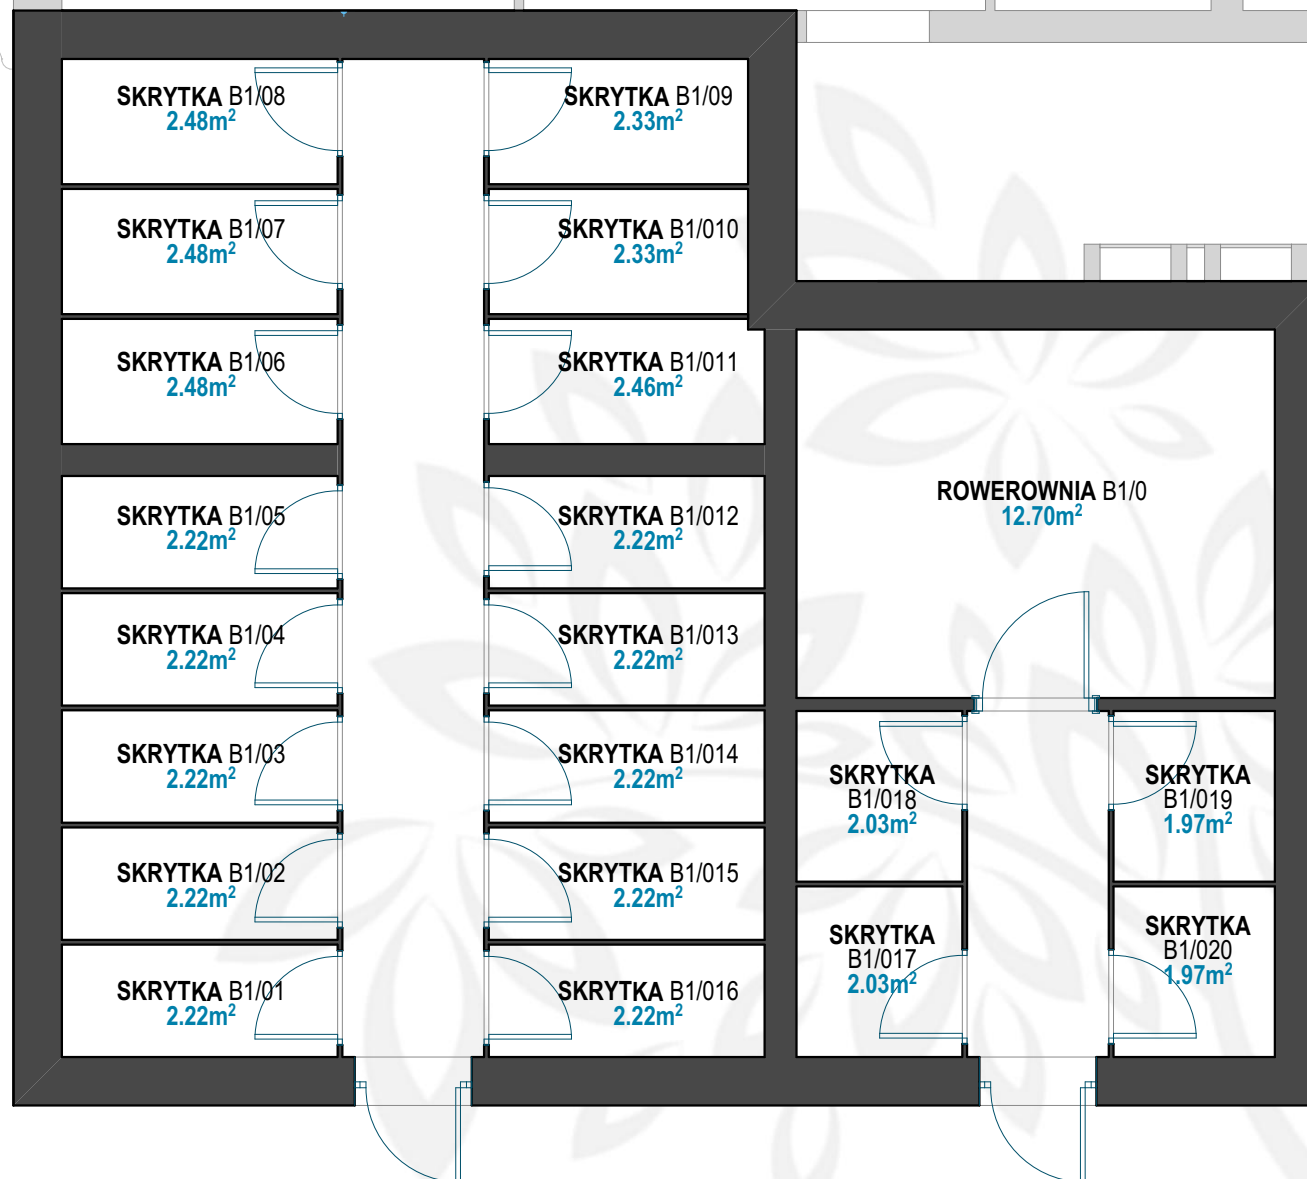 SKRYTKA B1/08
2.48m²
SKRYTKA B1/09
2.33m²
SKRYTKA B1/07
2.48m²
SKRYTKA B1/010
2.33m²
SKRYTKA B1/06
2.48m²
SKRYTKA B1/011
2.46m²
ROWEROWNIA B1/0
12.70m²
SKRYTKA B1/05
2.22m²
SKRYTKA B1/012
2.22m²
SKRYTKA B1/04
2.22m²
SKRYTKA B1/013
2.22m²
SKRYTKA B1/03
2.22m²
SKRYTKA B1/014
2.22m²
SKRYTKA
B1/018
2.03m²
SKRYTKA
B1/019
1.97m²
SKRYTKA B1/02
2.22m²
SKRYTKA B1/015
2.22m²
SKRYTKA
B1/017
2.03m²
SKRYTKA
B1/020
1.97m²
SKRYTKA B1/01
2.22m²
SKRYTKA B1/016
2.22m²